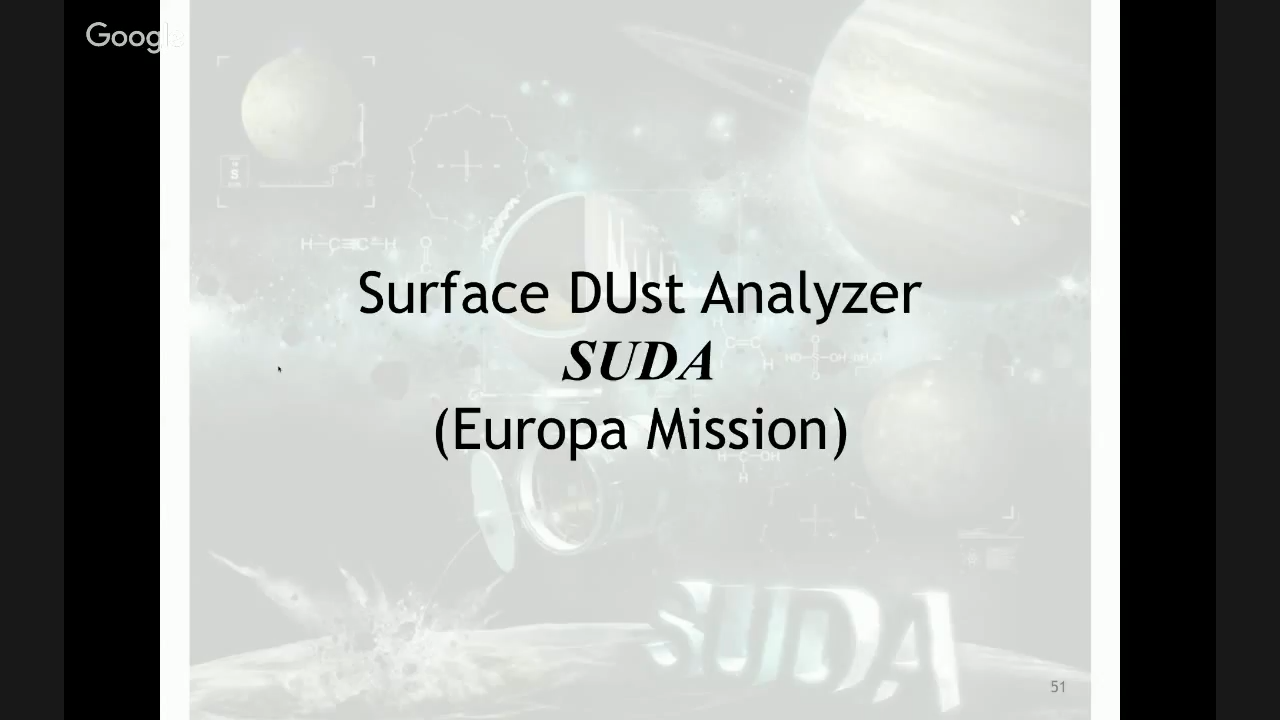 Google
S
H–C≡C–H
O
Surface DUst Analyzer
SUDA
(Europa Mission)
SUDA
51